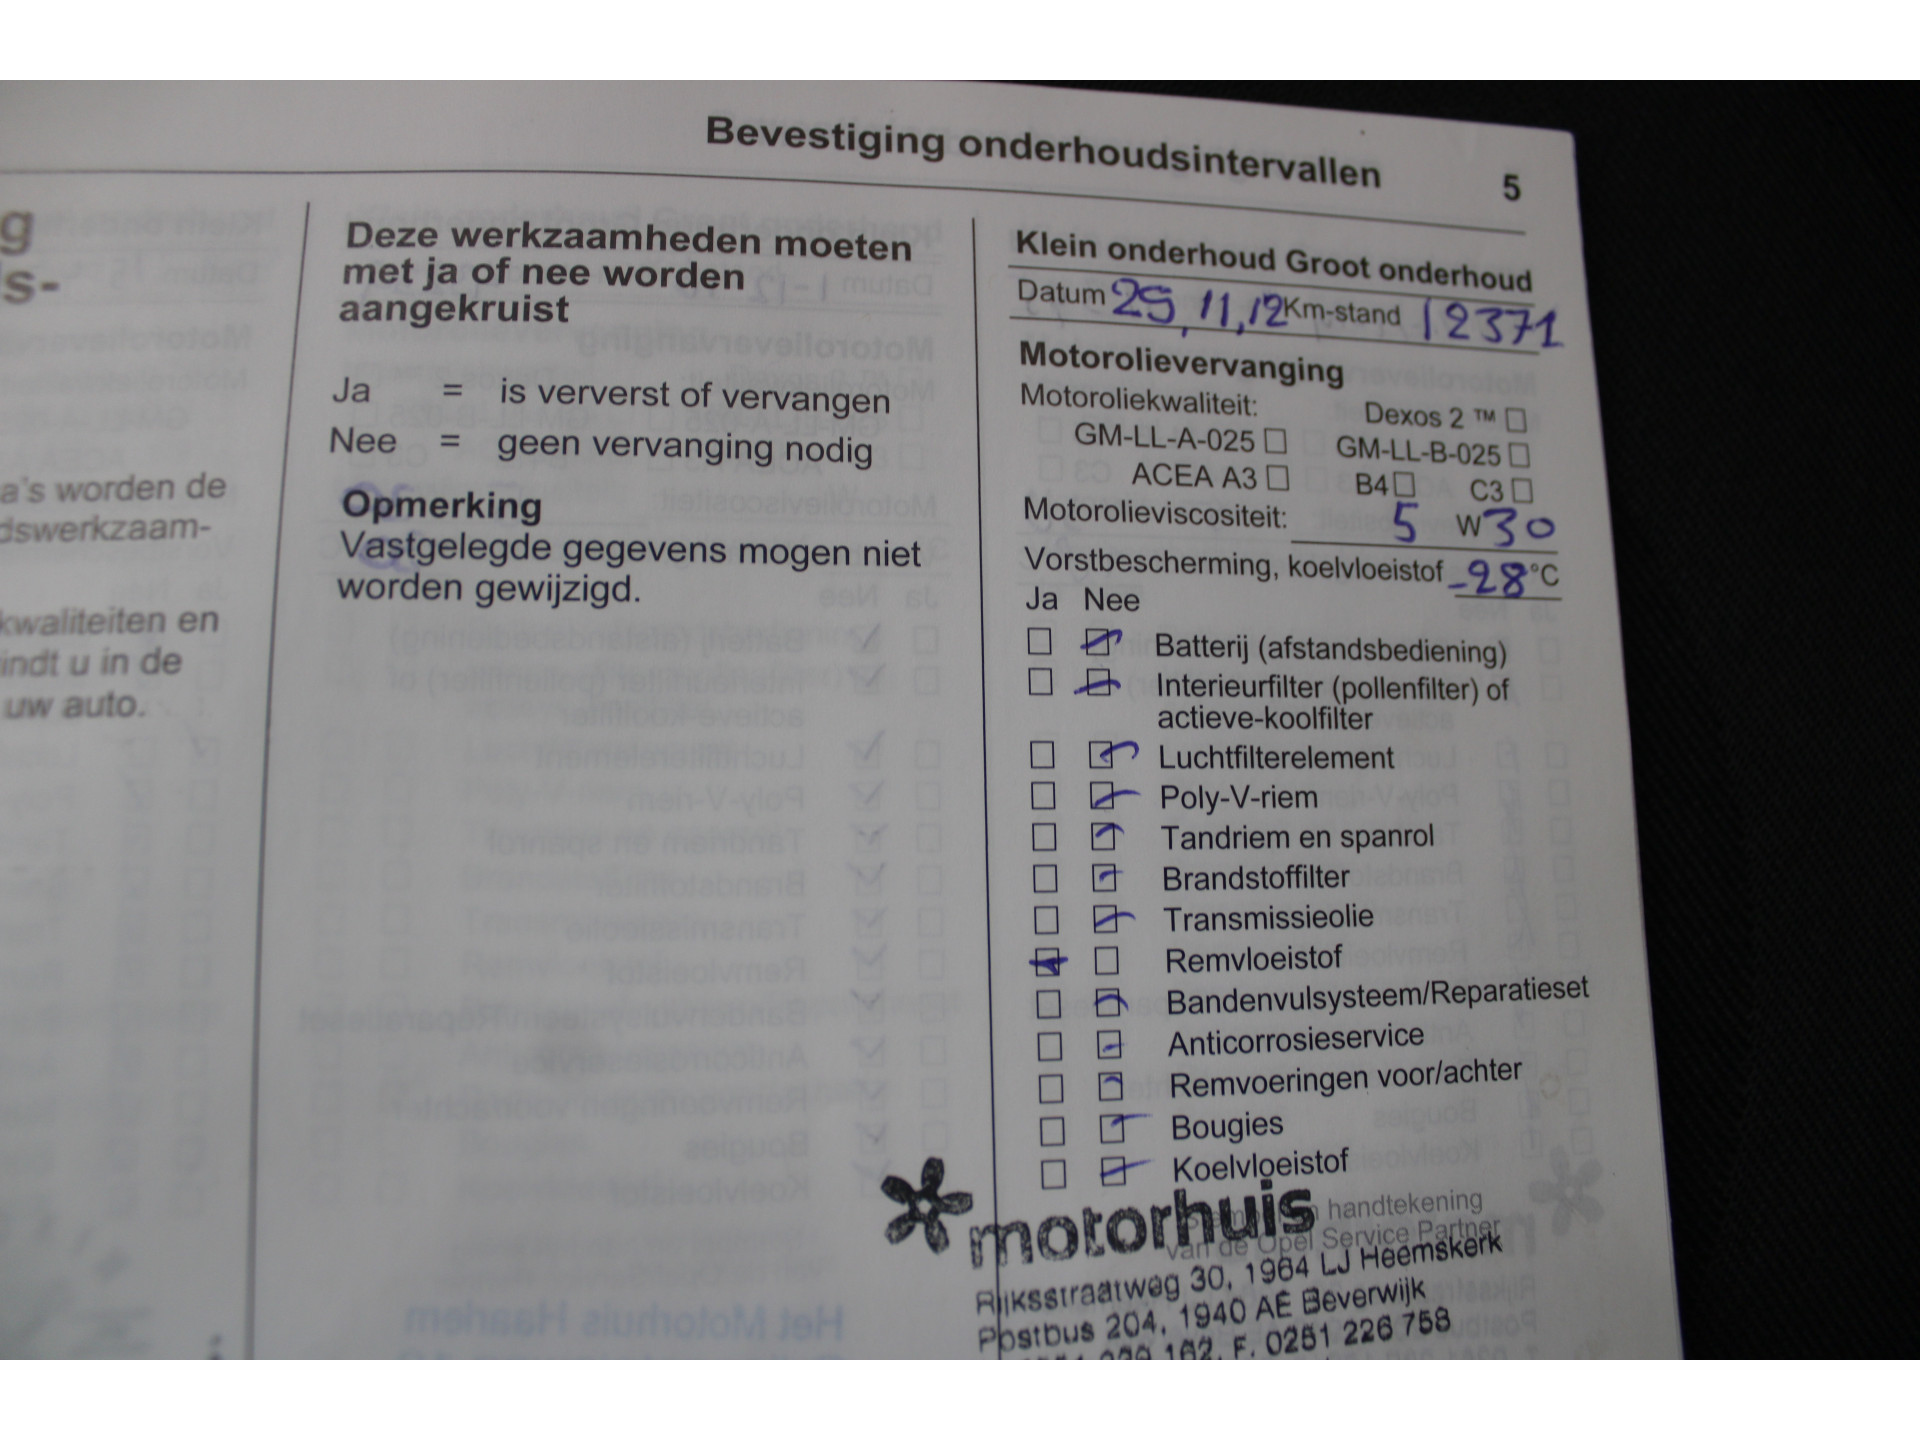 Bevestiging onderhoudsintervallen 5
g
s-
a's worden de
dswerkzaam-
kwaliteiten en
indt u in de
uw auto.
Deze werkzaamheden moeten
met ja of nee worden
aangekruist
Ja = is ververst of vervangen
Nee = geen vervanging nodig
Opmerking
Vastgelegde gegevens mogen niet
worden gewijzigd.
Klein onderhoud Groot onderhoud
Datum 29,11,12 Km-stand 12371
Motorolievervanging
Motoroliekwaliteit: Dexos 2 ™ ☐
GM-LL-A-025 ☐ GM-LL-B-025 ☐
ACEA A3 ☐ B4 ☐ C3 ☐
Motorolieviscositeit: 5 W 30
Vorstbescherming, koelvloeistof -28 °C
Ja Nee
Batterij (afstandsbediening)
Interieurfilter (pollenfilter) of
actieve-koolfilter
Luchtfilterelement
Poly-V-riem
Tandriem en spanrol
Brandstoffilter
Transmissieolie
Remvloeistof
Bandenvulsysteem/Reparatieset
Anticorrosieservice
Remvoeringen voor/achter
Bougies
Koelvloeistof
handtekening
van de Opel Service Partner
motorhuis
Rijksstraatweg 30, 1964 LJ Heemskerk
Postbus 204, 1940 AE Beverwijk
162, F. 0251 226 758